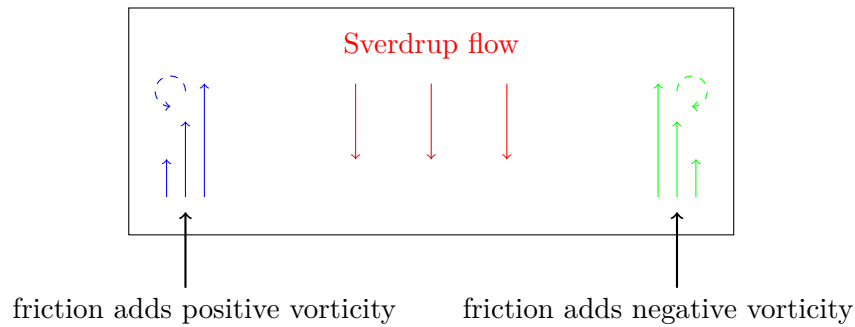 Sverdrup flow
friction adds positive vorticity
friction adds negative vorticity